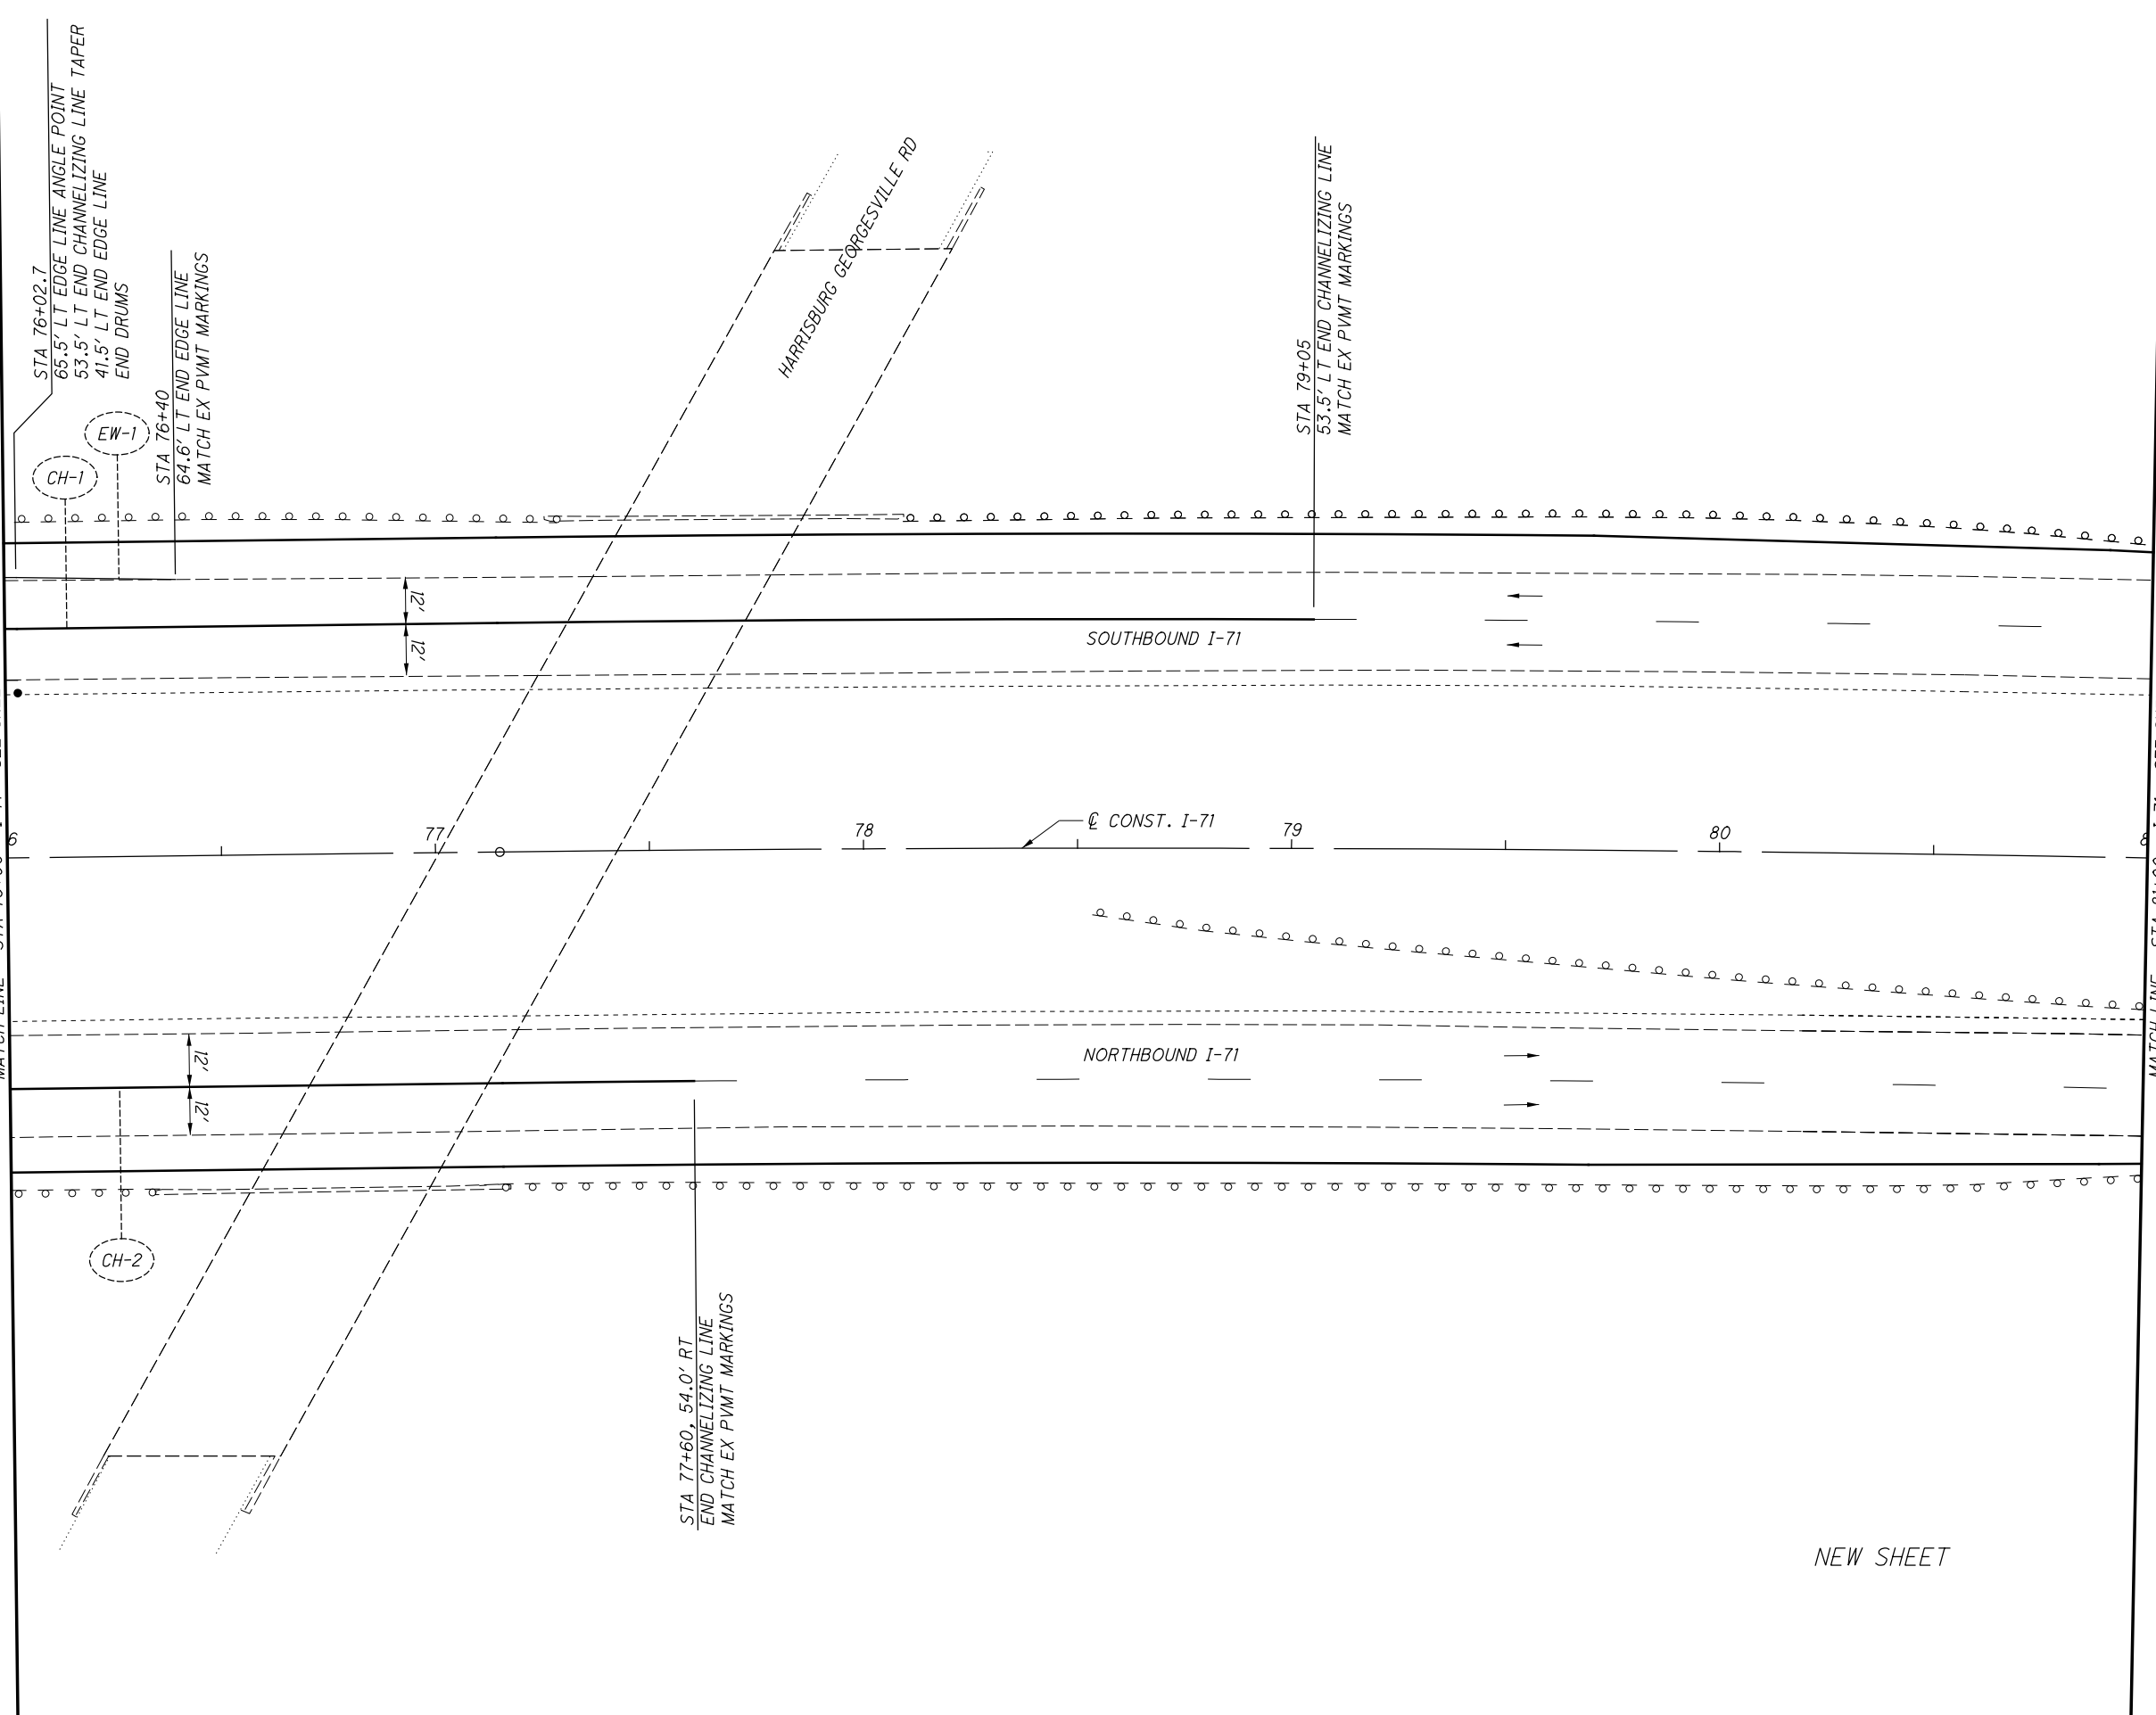 STA 76+02.7
65.5' LT EDGE LINE ANGLE POINT
53.5' LT END CHANNELIZING LINE TAPER
41.5' LT END EDGE LINE
END DRUMS
EW-1
CH-1
STA 76+40
64.6' LT END EDGE LINE
MATCH EX PVMT MARKINGS
HARRISBURG GEORGESVILLE RD
STA 79+05
53.5' LT END CHANNELIZING LINE
MATCH EX PVMT MARKINGS
12'
12'
SOUTHBOUND I-71
6
77
78
℄ CONST. I-71
79
80
12'
12'
NORTHBOUND I-71
CH-2
STA 77+60, 54.0' RT
END CHANNELIZING LINE
MATCH EX PVMT MARKINGS
NEW SHEET